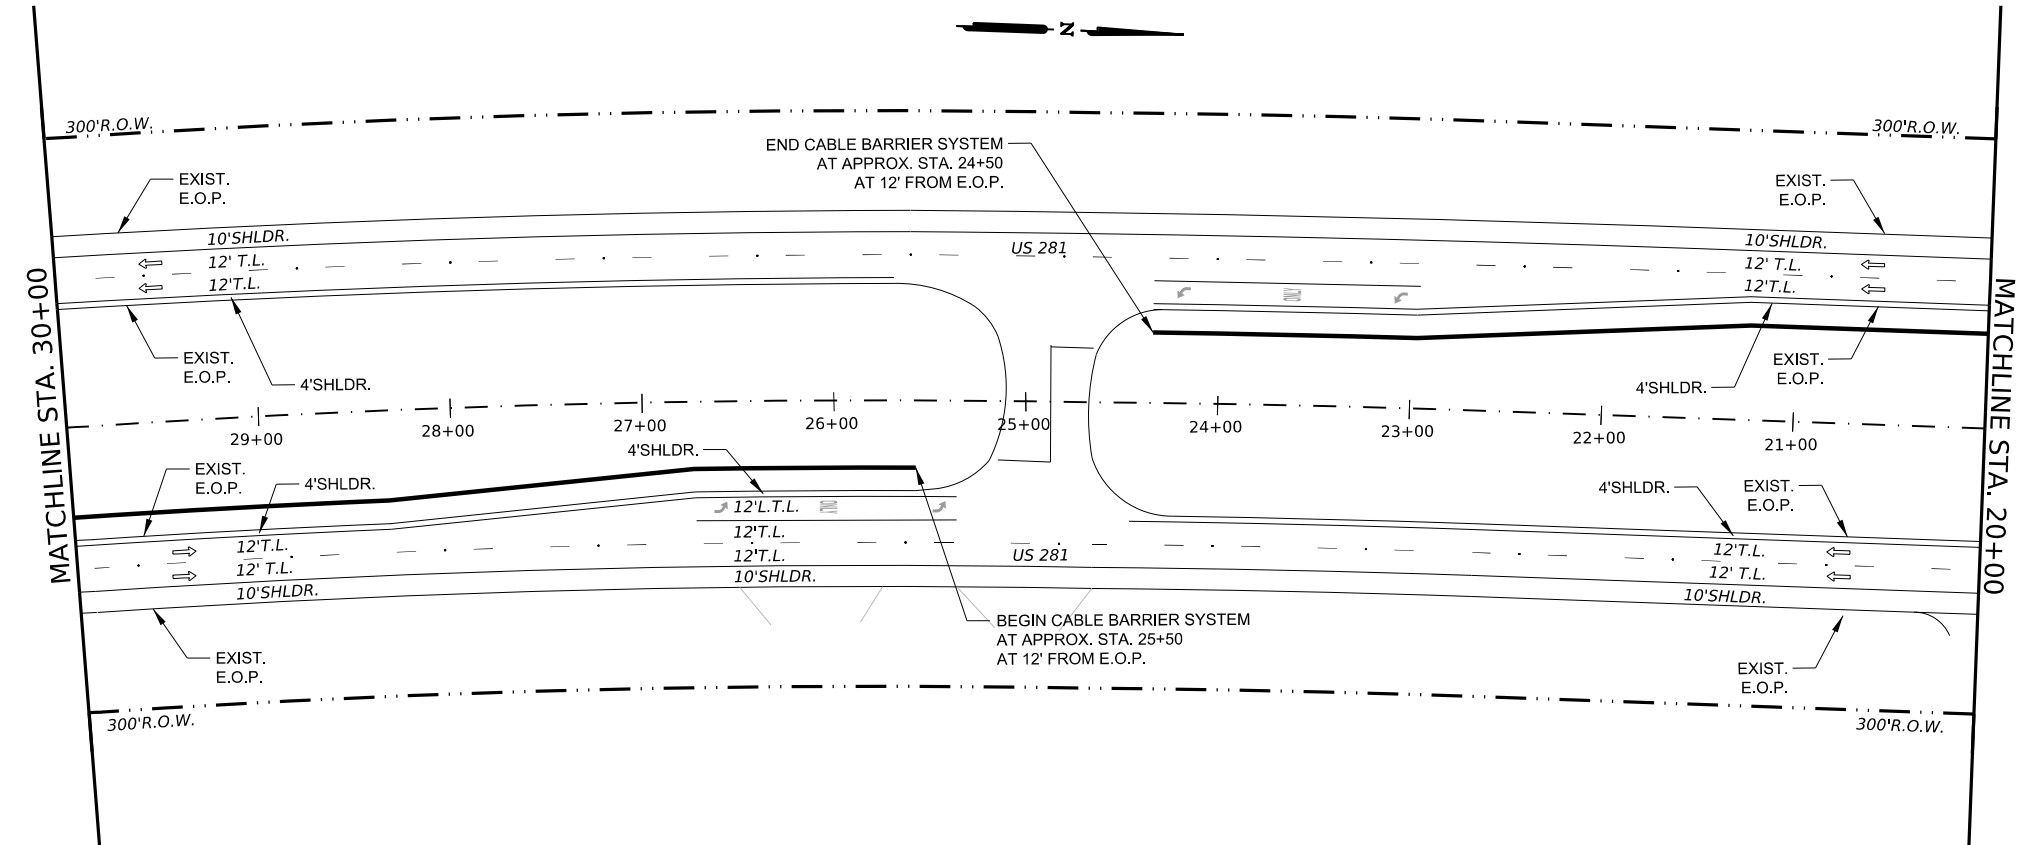 N
300'R.O.W.
300'R.O.W.
END CABLE BARRIER SYSTEM
AT APPROX. STA. 24+50
AT 12' FROM E.O.P.
EXIST.
E.O.P.
EXIST.
E.O.P.
10'SHLDR.
12' T.L.
12'T.L.
US 281
10'SHLDR.
12' T.L.
12'T.L.
MATCHLINE STA. 30+00
MATCHLINE STA. 20+00
EXIST.
E.O.P.
4'SHLDR.
EXIST.
E.O.P.
4'SHLDR.
29+00
28+00
27+00
26+00
25+00
24+00
23+00
22+00
21+00
EXIST.
E.O.P.
4'SHLDR.
4'SHLDR.
4'SHLDR.
EXIST.
E.O.P.
12'L.T.L.
12'T.L.
12'T.L.
10'SHLDR.
12'T.L.
12' T.L.
10'SHLDR.
US 281
12'T.L.
12' T.L.
10'SHLDR.
BEGIN CABLE BARRIER SYSTEM
AT APPROX. STA. 25+50
AT 12' FROM E.O.P.
EXIST.
E.O.P.
EXIST.
E.O.P.
300'R.O.W.
300'R.O.W.